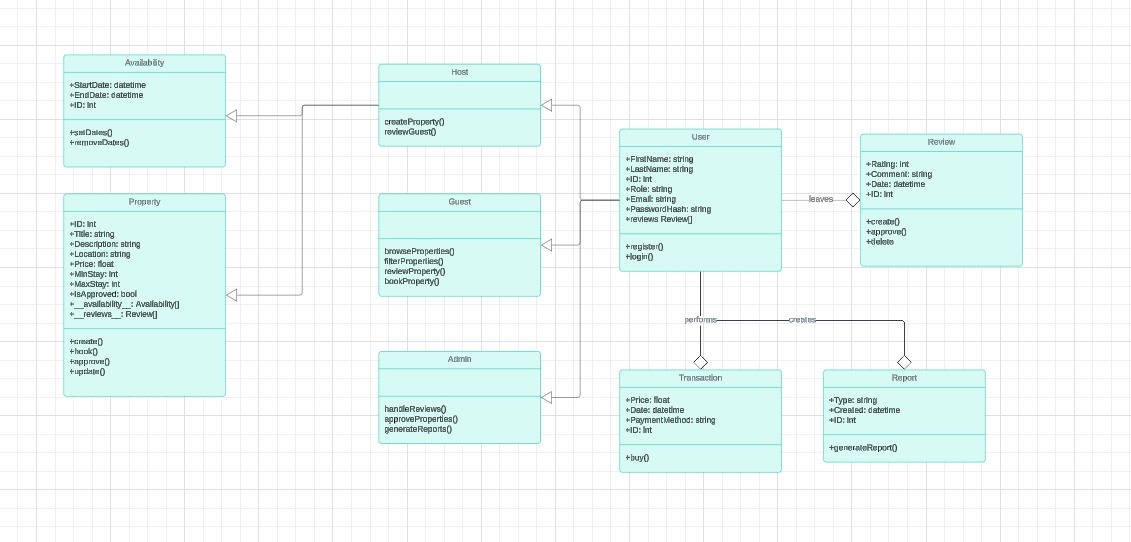 Availability
+StartDate: datetime
+EndDate: datetime
+ID: int
+setDates()
+removeDates()
Property
+ID: int
+Title: string
+Description: string
+Location: string
+Price: float
+MinStay: int
+MaxStay: int
+IsApproved: bool
+__availability__: Availability[]
+__reviews__: Review[]
+create()
+book()
+approve()
+update()
Host
createProperty()
reviewGuest()
Guest
browseProperties()
filterProperties()
reviewProperty()
bookProperty()
Admin
handleReviews()
approveProperties()
generateReports()
User
+FirstName: string
+LastName: string
+ID: int
+Role: string
+Email: string
+PasswordHash: string
+reviews Review[]
+register()
+login()
leaves
Review
+Rating: int
+Comment: string
+Date: datetime
+ID: int
+create()
+approve()
+delete
performs
creates
Transaction
+Price: float
+Date: datetime
+PaymentMethod: string
+ID: int
+buy()
Report
+Type: string
+Created: datetime
+ID: int
+generateReport()